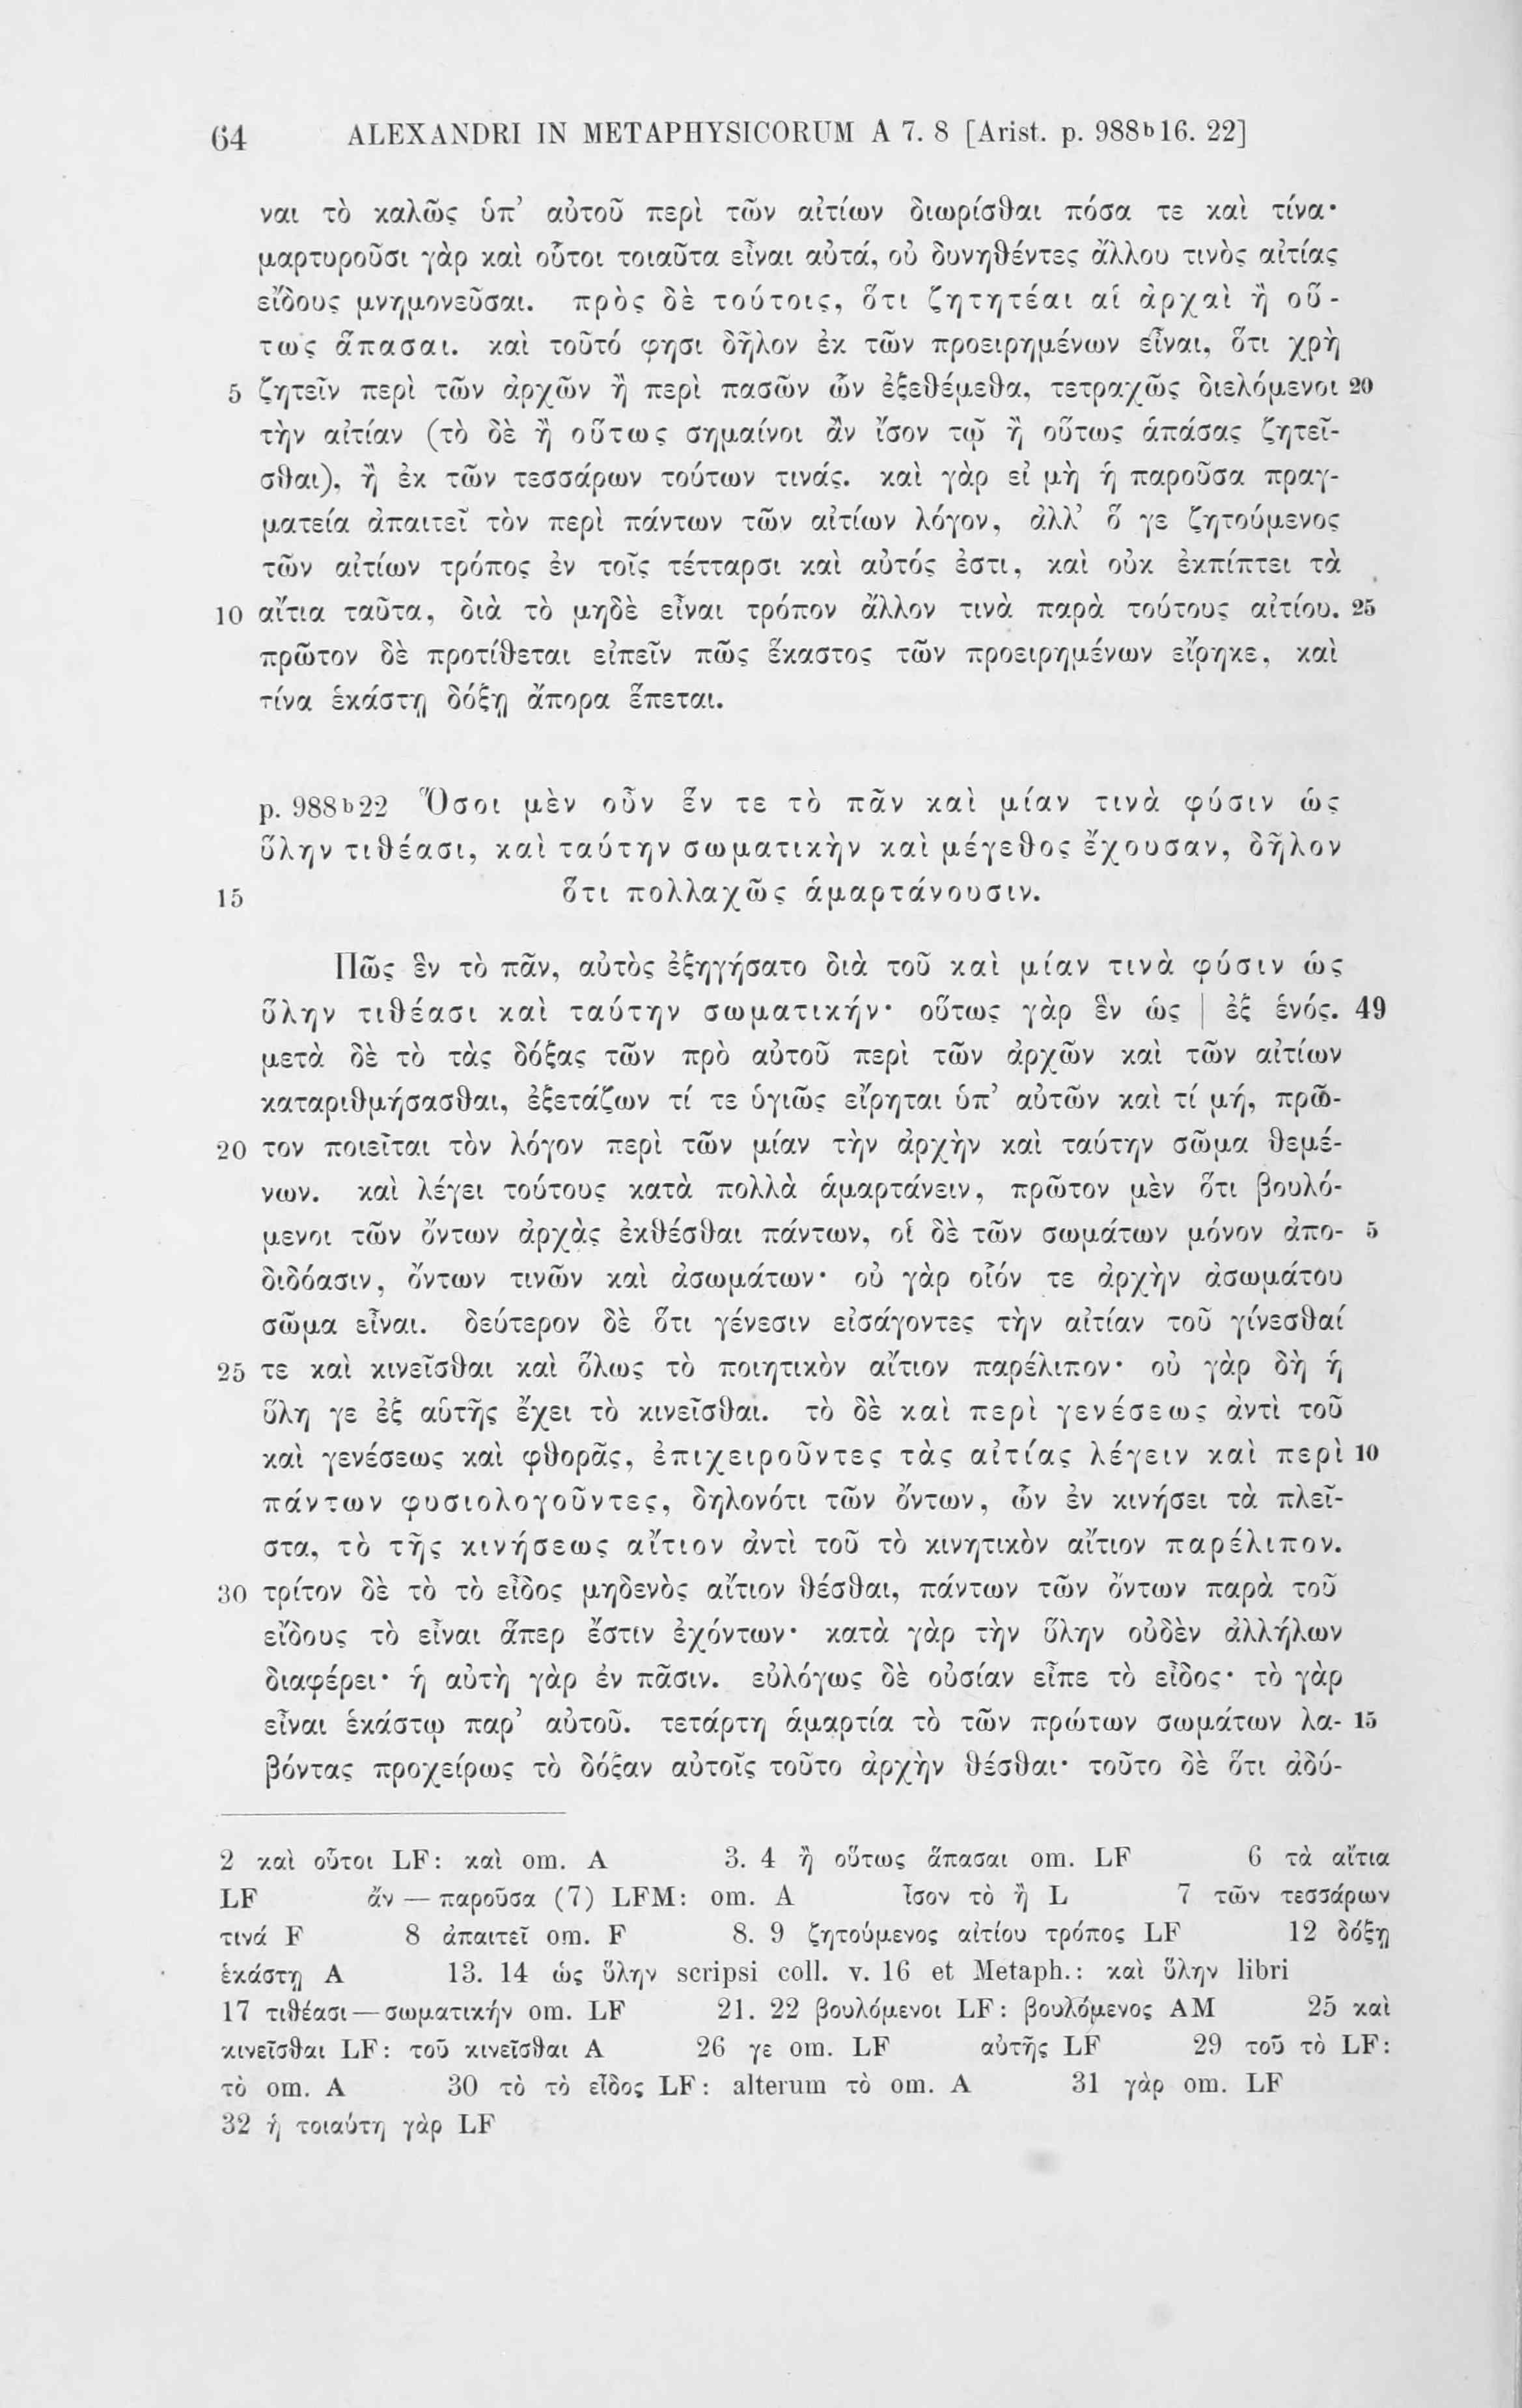 64 ALEXANDRI IN METAPHYSICORUM A 7. 8 [Arist. p. 988b16. 22]
ναι τὸ καλῶς ὑπ’ αὐτοῦ περὶ τῶν αἰτίων διωρίσθαι πόσα τε καὶ τίνα·
μαρτυροῦσι γὰρ καὶ οὗτοι τοιαῦτα εἶναι αὐτά, οὐ δυνηθέντες ἄλλου τινὸς αἰτίας
εἴδους μνημονεῦσαι. πρὸς δὲ τούτοις, ὅτι ζητητέαι αἱ ἀρχαὶ ἢ οὕ-
τως ἅπασαι. καὶ τοῦτό φησι δῆλον ἐκ τῶν προειρημένων εἶναι, ὅτι χρὴ
5 ζητεῖν περὶ τῶν ἀρχῶν ἢ περὶ πασῶν ὧν ἐξεθέμεθα, τετραχῶς διελόμενοι 20
τὴν αἰτίαν (τὸ δὲ ἢ οὕτως σημαίνοι ἂν ἴσον τῷ ἢ οὕτως ἁπάσας ζητεῖ-
σθαι), ἢ ἐκ τῶν τεσσάρων τούτων τινάς. καὶ γὰρ εἰ μὴ ἡ παροῦσα πραγ-
ματεία ἀπαιτεῖ τὸν περὶ πάντων τῶν αἰτίων λόγον, ἀλλ’ ὅ γε ζητούμενος
τῶν αἰτίων τρόπος ἐν τοῖς τέτταρσι καὶ αὐτός ἐστι, καὶ οὐκ ἐκπίπτει τὰ
10 αἴτια ταῦτα, διὰ τὸ μηδὲ εἶναι τρόπον ἄλλον τινὰ παρὰ τούτους αἰτίου. 25
πρῶτον δὲ προτίθεται εἰπεῖν πῶς ἕκαστος τῶν προειρημένων εἴρηκε, καὶ
τίνα ἑκάστῃ δόξῃ ἄπορα ἕπεται.
p. 988b22 Ὅσοι μὲν οὖν ἕν τε τὸ πᾶν καὶ μίαν τινὰ φύσιν ὡς
ὕλην τιθέασι, καὶ ταύτην σωματικὴν καὶ μέγεθος ἔχουσαν, δῆλον
15 ὅτι πολλαχῶς ἁμαρτάνουσιν.
Πῶς ἓν τὸ πᾶν, αὐτὸς ἐξηγήσατο διὰ τοῦ καὶ μίαν τινὰ φύσιν ὡς
ὕλην τιθέασι καὶ ταύτην σωματικήν· οὕτως γὰρ ἓν ὡς | ἐξ ἑνός. 49
μετὰ δὲ τὸ τὰς δόξας τῶν πρὸ αὐτοῦ περὶ τῶν ἀρχῶν καὶ τῶν αἰτίων
καταριθμήσασθαι, ἐξετάζων τί τε ὑγιῶς εἴρηται ὑπ’ αὐτῶν καὶ τί μή, πρῶ-
20 τον ποιεῖται τὸν λόγον περὶ τῶν μίαν τὴν ἀρχὴν καὶ ταύτην σῶμα θεμέ-
νων. καὶ λέγει τούτους κατὰ πολλὰ ἁμαρτάνειν, πρῶτον μὲν ὅτι βουλό-
μενοι τῶν ὄντων ἀρχὰς ἐκθέσθαι πάντων, οἱ δὲ τῶν σωμάτων μόνον ἀπο- 5
διδόασιν, ὄντων τινῶν καὶ ἀσωμάτων· οὐ γὰρ οἷόν τε ἀρχὴν ἀσωμάτου
σῶμα εἶναι. δεύτερον δὲ ὅτι γένεσιν εἰσάγοντες τὴν αἰτίαν τοῦ γίνεσθαί
25 τε καὶ κινεῖσθαι καὶ ὅλως τὸ ποιητικὸν αἴτιον παρέλιπον· οὐ γὰρ δὴ ἡ
ὕλη γε ἐξ αὑτῆς ἔχει τὸ κινεῖσθαι. τὸ δὲ καὶ περὶ γενέσεως ἀντὶ τοῦ
καὶ γενέσεως καὶ φθορᾶς, ἐπιχειροῦντες τὰς αἰτίας λέγειν καὶ περὶ 10
πάντων φυσιολογοῦντες, δηλονότι τῶν ὄντων, ὧν ἐν κινήσει τὰ πλεῖ-
στα, τὸ τῆς κινήσεως αἴτιον ἀντὶ τοῦ τὸ κινητικὸν αἴτιον παρέλιπον.
30 τρίτον δὲ τὸ τὸ εἶδος μηδενὸς αἴτιον θέσθαι, πάντων τῶν ὄντων παρὰ τοῦ
εἴδους τὸ εἶναι ἅπερ ἔστιν ἐχόντων· κατὰ γὰρ τὴν ὕλην οὐδὲν ἀλλήλων
διαφέρει· ἡ αὐτὴ γὰρ ἐν πᾶσιν. εὐλόγως δὲ οὐσίαν εἶπε τὸ εἶδος· τὸ γὰρ
εἶναι ἑκάστῳ παρ’ αὐτοῦ. τετάρτη ἁμαρτία τὸ τῶν πρώτων σωμάτων λα- 15
βόντας προχείρως τὸ δόξαν αὐτοῖς τοῦτο ἀρχὴν θέσθαι· τοῦτο δὲ ὅτι ἀδύ-
2 καὶ οὗτοι LF: καὶ om. A 3. 4 ἢ οὕτως ἅπασαι om. LF 6 τὰ αἴτια
LF ἄν — παροῦσα (7) LFM: om. A ἴσον τὸ ἢ L 7 τῶν τεσσάρων
τινά F 8 ἀπαιτεῖ om. F 8. 9 ζητούμενος αἰτίου τρόπος LF 12 δόξῃ
ἑκάστῃ A 13. 14 ὡς ὕλην scripsi coll. v. 16 et Metaph.: καὶ ὕλην libri
17 τιθέασι—σωματικήν om. LF 21. 22 βουλόμενοι LF: βουλόμενος AM 25 καὶ
κινεῖσθαι LF: τοῦ κινεῖσθαι A 26 γε om. LF αὐτῆς LF 29 τοῦ τὸ LF:
τὸ om. A 30 τὸ τὸ εἶδος LF: alterum τὸ om. A 31 γὰρ om. LF
32 ἡ τοιαύτη γὰρ LF